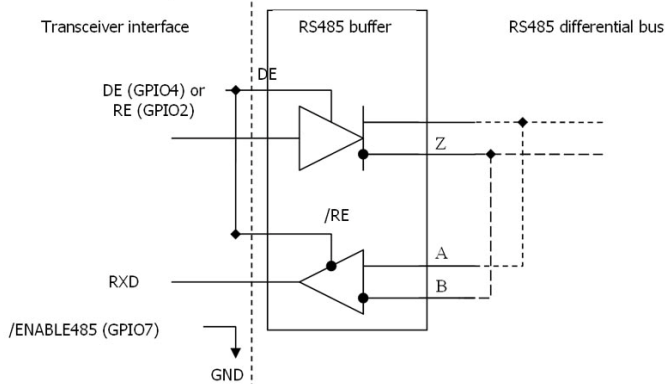 Transceiver interface
RS485 buffer
RS485 differential bus
DE
DE (GPIO4) or
RE (GPIO2)
Z
/RE
A
RXD
B
/ENABLE485 (GPIO7)
GND